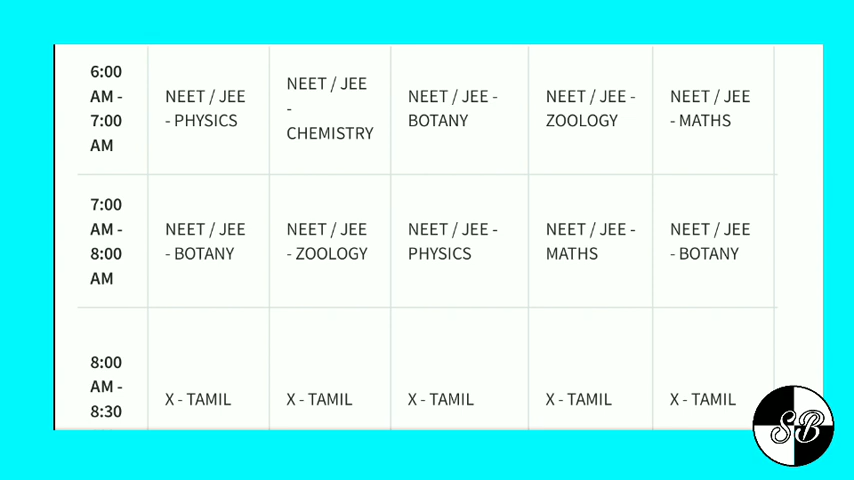 6:00
AM -
7:00
AM
NEET / JEE
- PHYSICS
NEET / JEE
-
CHEMISTRY
NEET / JEE -
BOTANY
NEET / JEE -
ZOOLOGY
NEET / JEE
- MATHS
7:00
AM -
8:00
AM
NEET / JEE
- BOTANY
NEET / JEE
- ZOOLOGY
NEET / JEE -
PHYSICS
NEET / JEE -
MATHS
NEET / JEE
- BOTANY
8:00
AM -
8:30
X - TAMIL
X - TAMIL
X - TAMIL
X - TAMIL
X - TAMIL
SB